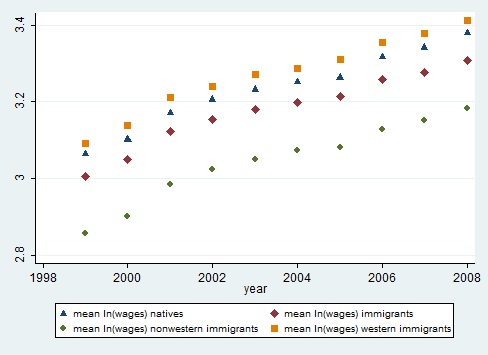 3.4
3.2
3
2.8
1998 2000 2002 2004 2006 2008
year
mean ln(wages) natives mean ln(wages) immigrants
mean ln(wages) nonwestern immigrants mean ln(wages) western immigrants